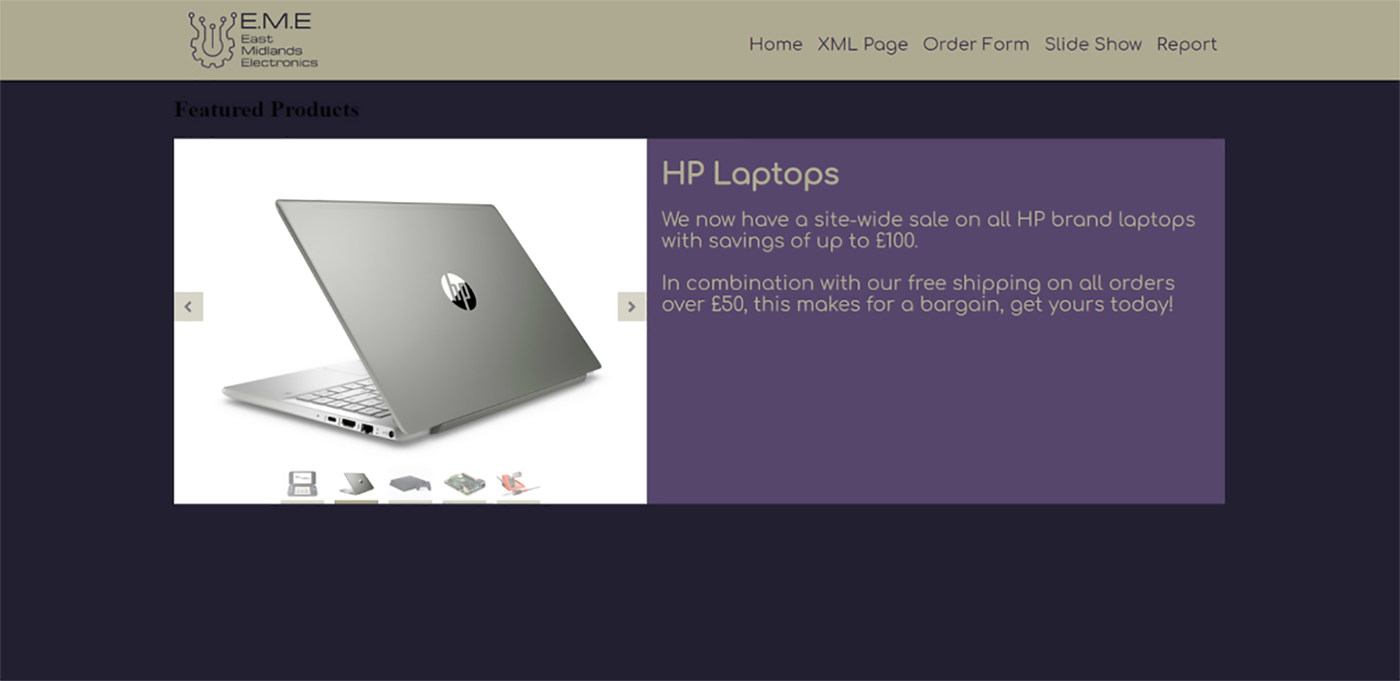 E.M.E
East
Midlands
Electronics
Home XML Page Order Form Slide Show Report
Featured Products
hp
HP Laptops
We now have a site-wide sale on all HP brand laptops
with savings of up to £100.
In combination with our free shipping on all orders
over £50, this makes for a bargain, get yours today!